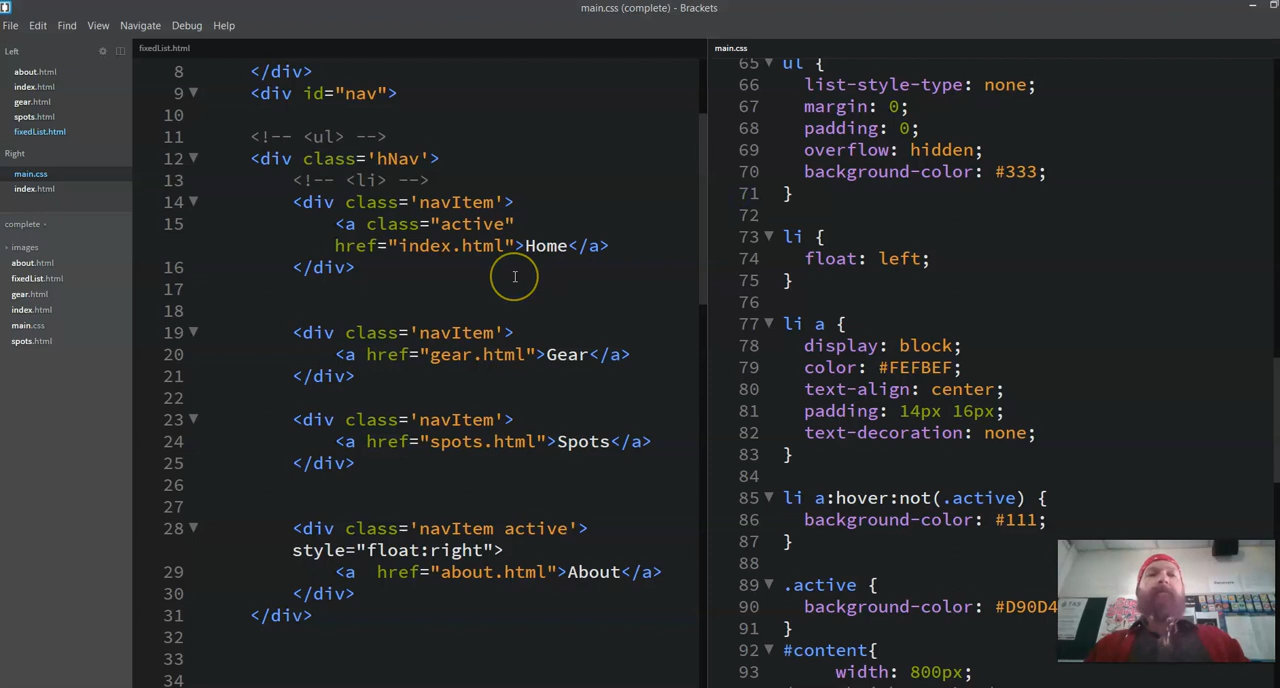 main.css (complete) - Brackets
File Edit Find View Navigate Debug Help
Left
about.html
index.html
gear.html
spots.html
fixedList.html
Right
main.css
index.html
complete -
images
about.html
fixedList.html
gear.html
index.html
main.css
spots.html
fixedList.html
8 </div>
9 <div id="nav">
10
11 <!-- <ul> -->
12 <div class='hNav'>
13 <!-- <li> -->
14 <div class='navItem'>
15 <a class="active"
href="index.html">Home</a>
16 </div>
17
18
19 <div class='navItem'>
20 <a href="gear.html">Gear</a>
21 </div>
22
23 <div class='navItem'>
24 <a href="spots.html">Spots</a>
25 </div>
26
27
28 <div class='navItem active'
style="float:right">
29 <a  href="about.html">About</a>
30 </div>
31 </div>
32
33
34
main.css
65 ul {
66 list-style-type: none;
67 margin: 0;
68 padding: 0;
69 overflow: hidden;
70 background-color: #333;
71 }
72
73 li {
74 float: left;
75 }
76
77 li a {
78 display: block;
79 color: #FEFBEF;
80 text-align: center;
81 padding: 14px 16px;
82 text-decoration: none;
83 }
84
85 li a:hover:not(.active) {
86 background-color: #111;
87 }
88
89 .active {
90 background-color: #D90D4
91 }
92 #content{
93 width: 800px;